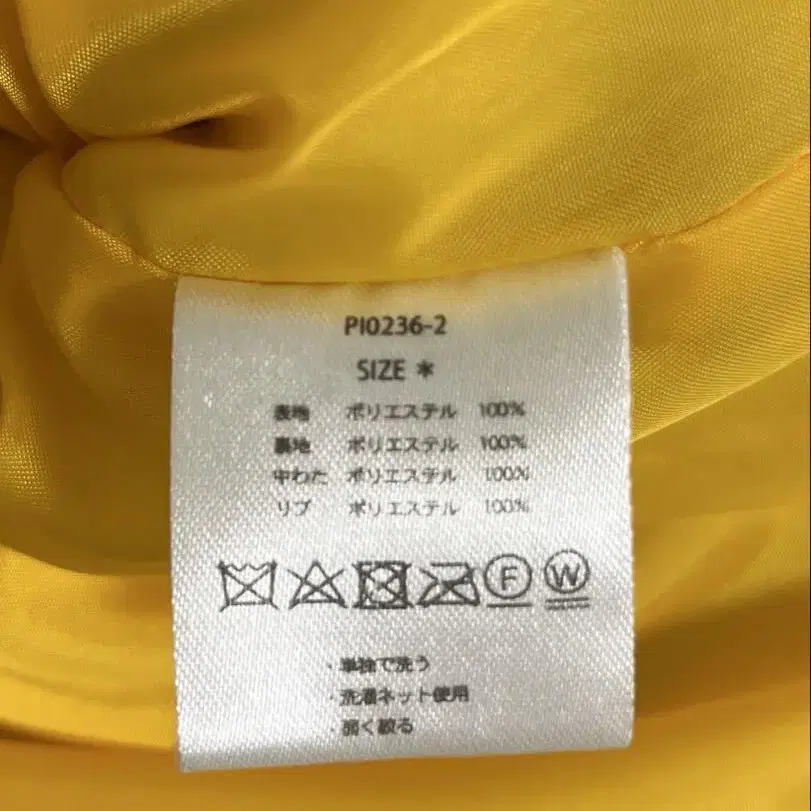 PI0236-2
SIZE *
表地 ポリエステル 100%
裏地 ポリエステル 100%
中わた ポリエステル 100%
リブ ポリエステル 100%
F W
・単独で洗う
・洗濯ネット使用
・弱く絞る